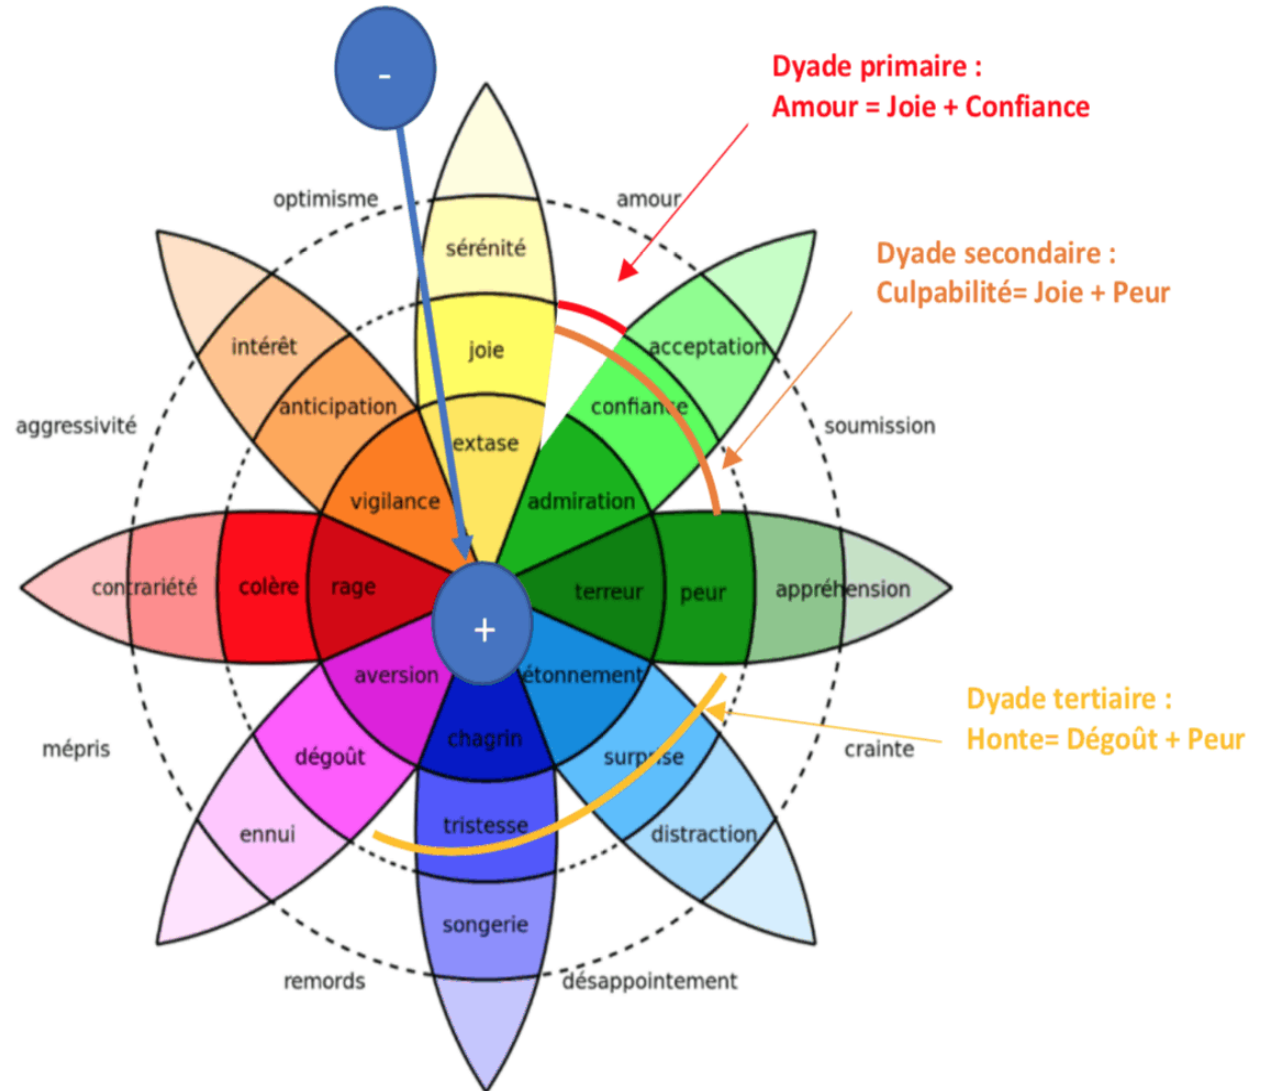 -
Dyade primaire :
Amour = Joie + Confiance
optimisme
amour
sérénité
Dyade secondaire :
Culpabilité= Joie + Peur
intérêt
joie
acceptation
anticipation
confiance
aggressivité
extase
soumission
vigilance
admiration
contrariété
colère
rage
terreur
peur
appréhension
+
aversion
étonnement
Dyade tertiaire :
Honte= Dégoût + Peur
mépris
dégoût
chagrin
surprise
crainte
ennui
tristesse
distraction
songerie
remords
désappointement